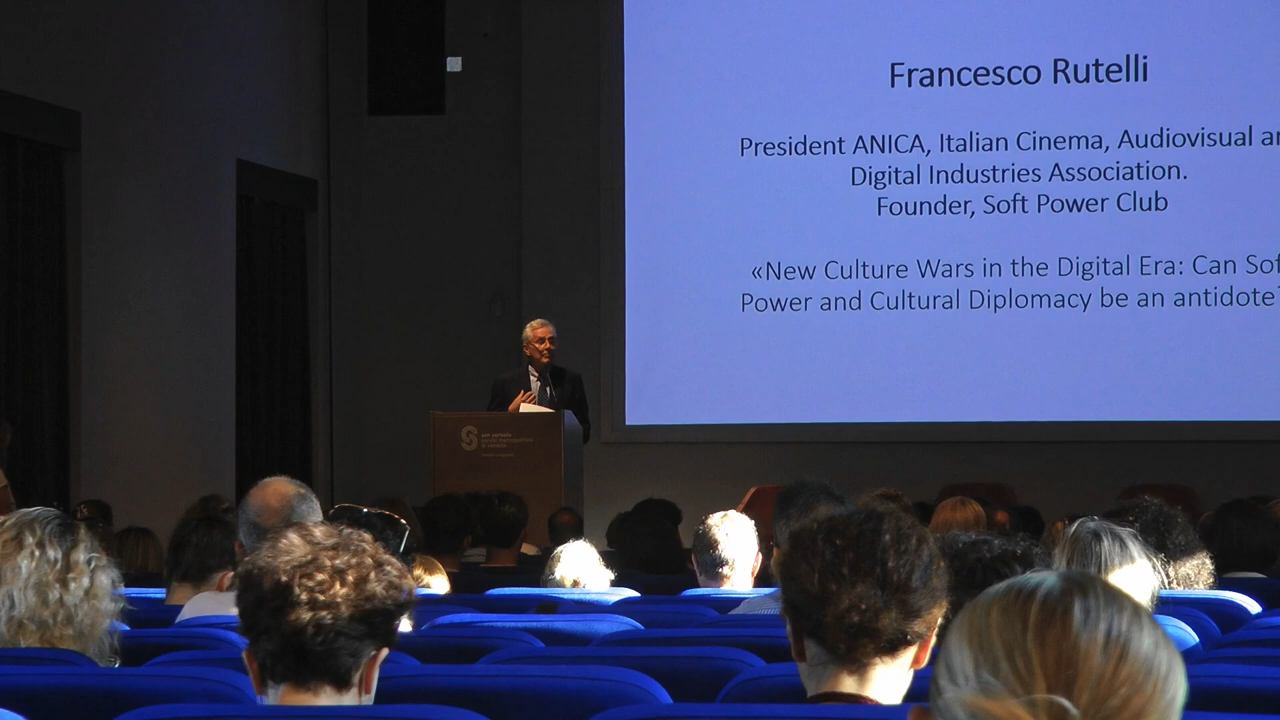 Francesco Rutelli
President ANICA, Italian Cinema, Audiovisual a
Digital Industries Association.
Founder, Soft Power Club
«New Culture Wars in the Digital Era: Can Sof
Power and Cultural Diplomacy be an antidote?